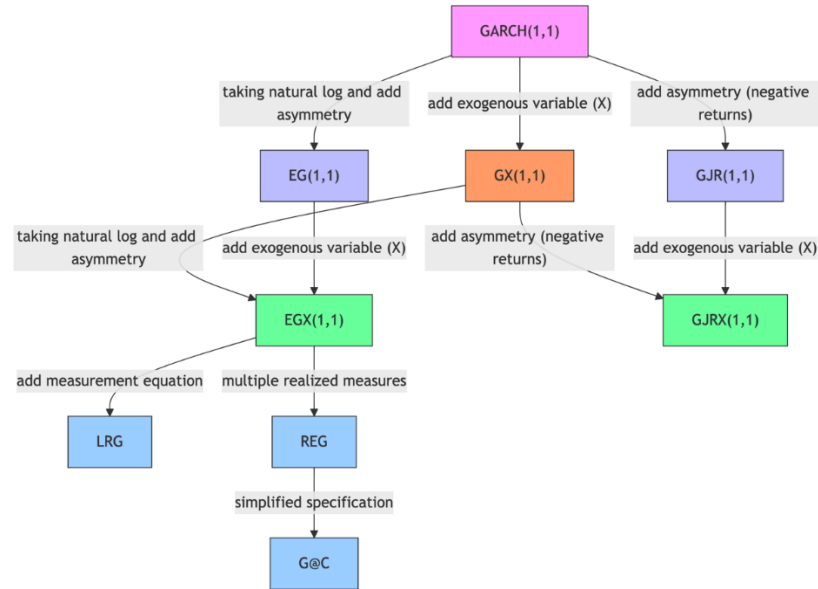 GARCH(1,1)
taking natural log and add
asymmetry
add exogenous variable (X)
add asymmetry (negative
returns)
EG(1,1)
GX(1,1)
GJR(1,1)
taking natural log and add
asymmetry
add exogenous variable (X)
add asymmetry (negative
returns)
add exogenous variable (X)
EGX(1,1)
GJRX(1,1)
add measurement equation
multiple realized measures
LRG
REG
simplified specification
G@C